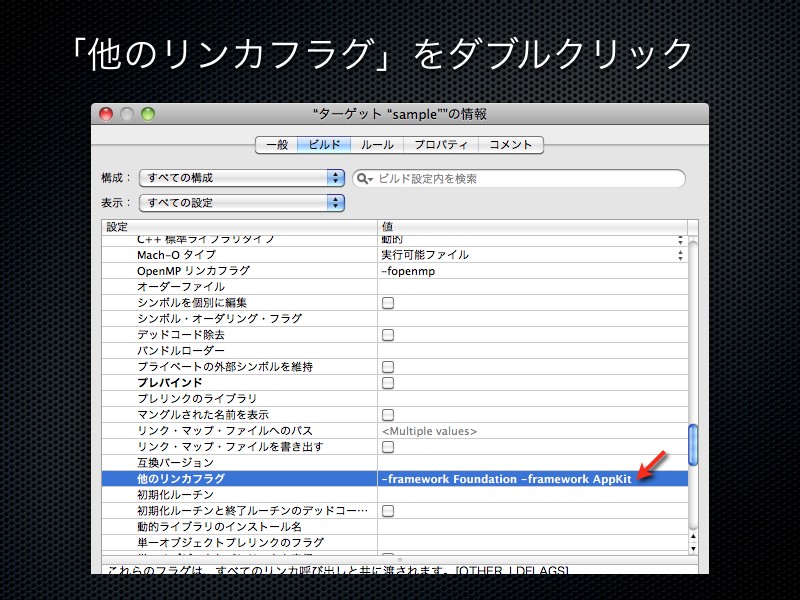 「他のリンカフラグ」をダブルクリック
“ターゲット “sample””の情報
一般 ビルド ルール プロパティ コメント
構成： すべての構成 ビルド設定内を検索
表示： すべての設定
設定 値
C++ 標準ライブラリタイプ 動的
Mach-O タイプ 実行可能ファイル
OpenMP リンカフラグ -fopenmp
オーダーファイル
シンボルを個別に編集
シンボル・オーダリング・フラグ
デッドコード除去
バンドルローダー
プライベートの外部シンボルを維持
プレバインド
プレリンクのライブラリ
マングルされた名前を表示
リンク・マップ・ファイルへのパス <Multiple values>
リンク・マップ・ファイルを書き出す
互換バージョン
他のリンカフラグ -framework Foundation -framework AppKit
初期化ルーチン
初期化ルーチンと終了ルーチンのデッドコー…
動的ライブラリのインストール名
単一オブジェクトプレリンクのフラグ
これらのフラグは、すべてのリンカ呼び出しと共に渡されます。[OTHER_LDFLAGS]